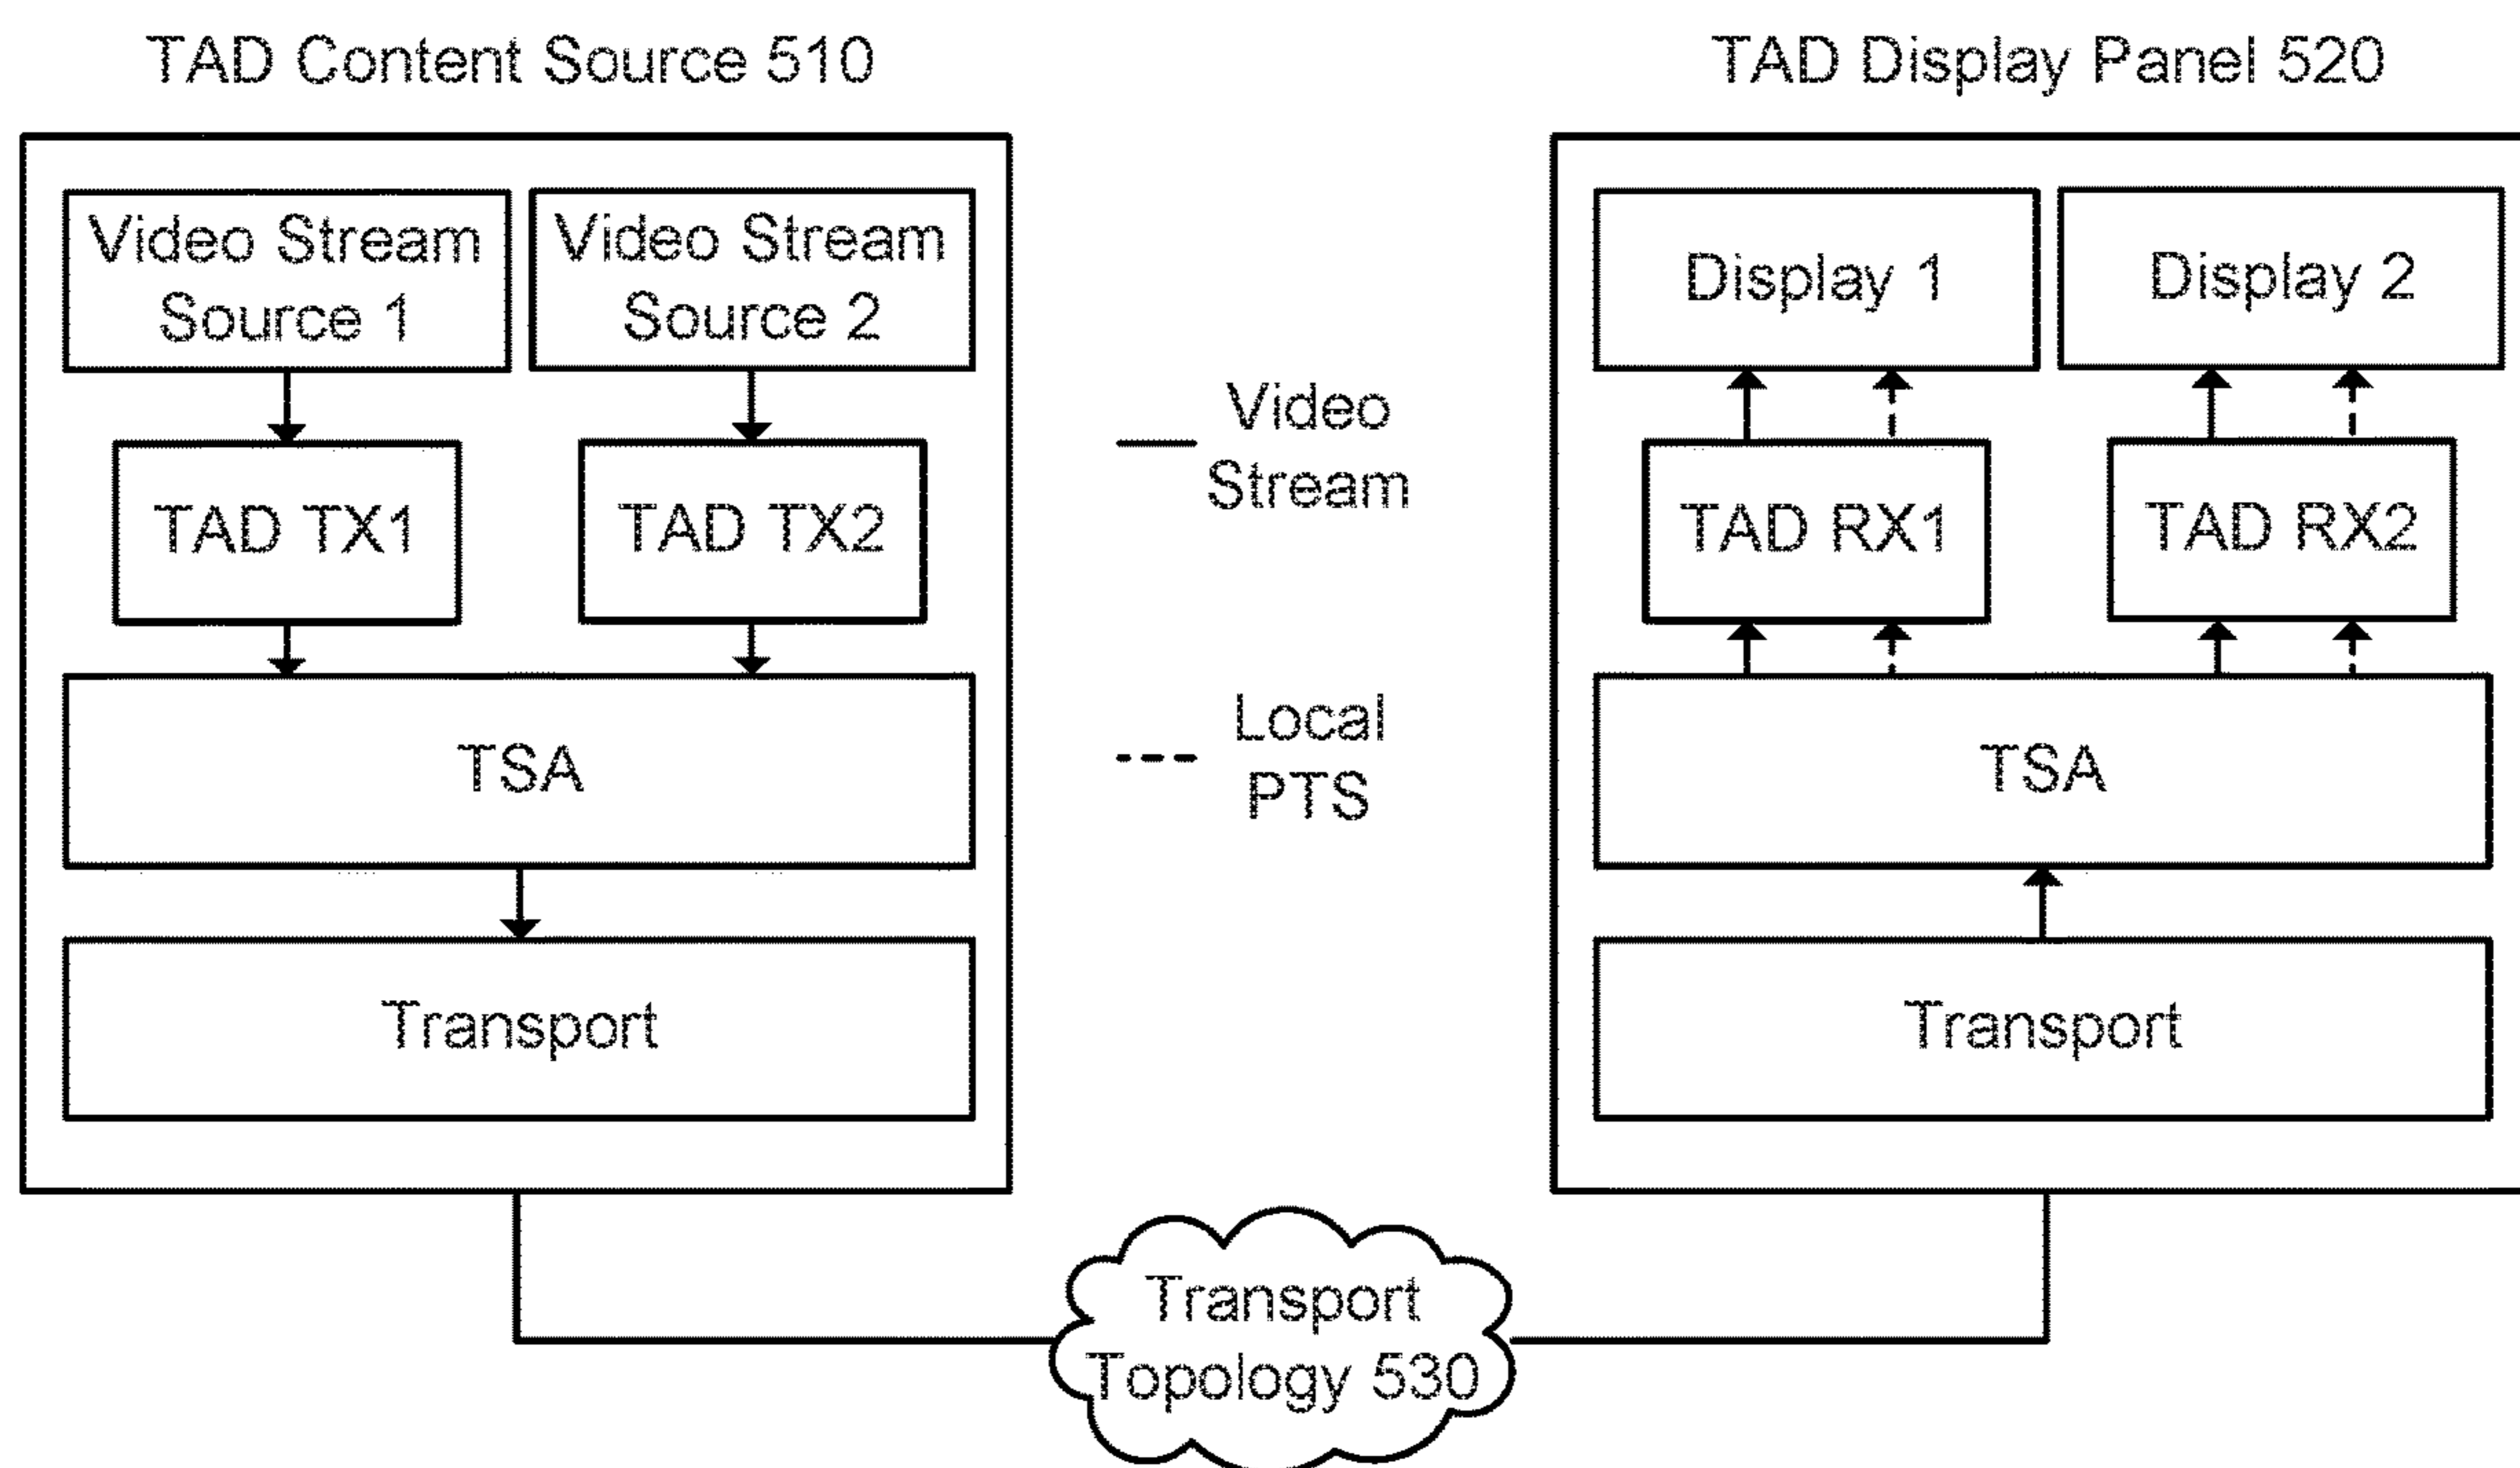 TAD Content Source 510
Video Stream
Source 1
Video Stream
Source 2
TAD TX1
TAD TX2
TSA
Transport
Video
Stream
Local
PTS
TAD Display Panel 520
Display 1
Display 2
TAD RX1
TAD RX2
TSA
Transport
Transport
Topology 530